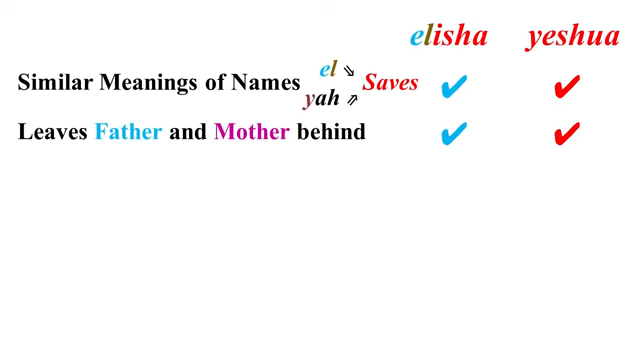 elisha yeshua
Similar Meanings of Names el ⇘ Saves ✔ ✔
yah ⇗
Leaves Father and Mother behind ✔ ✔